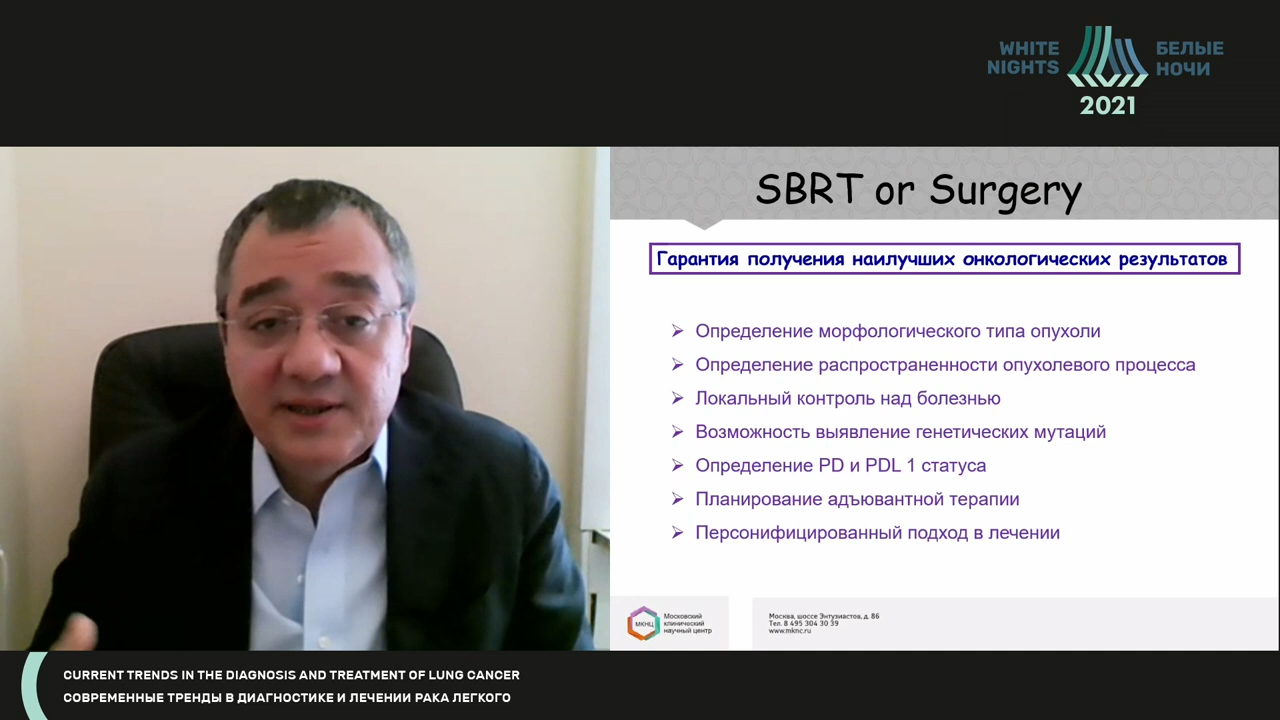 WHITE
NIGHTS
БЕЛЫЕ
НОЧИ
2021
SBRT or Surgery
Гарантия получения наилучших онкологических результатов
Определение морфологического типа опухоли
Определение распространенности опухолевого процесса
Локальный контроль над болезнью
Возможность выявление генетических мутаций
Определение PD и PDL 1 статуса
Планирование адъювантной терапии
Персонифицированный подход в лечении
МКНЦ
Московский
клинический
научный центр
Москва, шоссе Энтузиастов, д. 86
Тел. 8 495 304 30 39
www.mknc.ru
CURRENT TRENDS IN THE DIAGNOSIS AND TREATMENT OF LUNG CANCER
СОВРЕМЕННЫЕ ТРЕНДЫ В ДИАГНОСТИКЕ И ЛЕЧЕНИИ РАКА ЛЕГКОГО